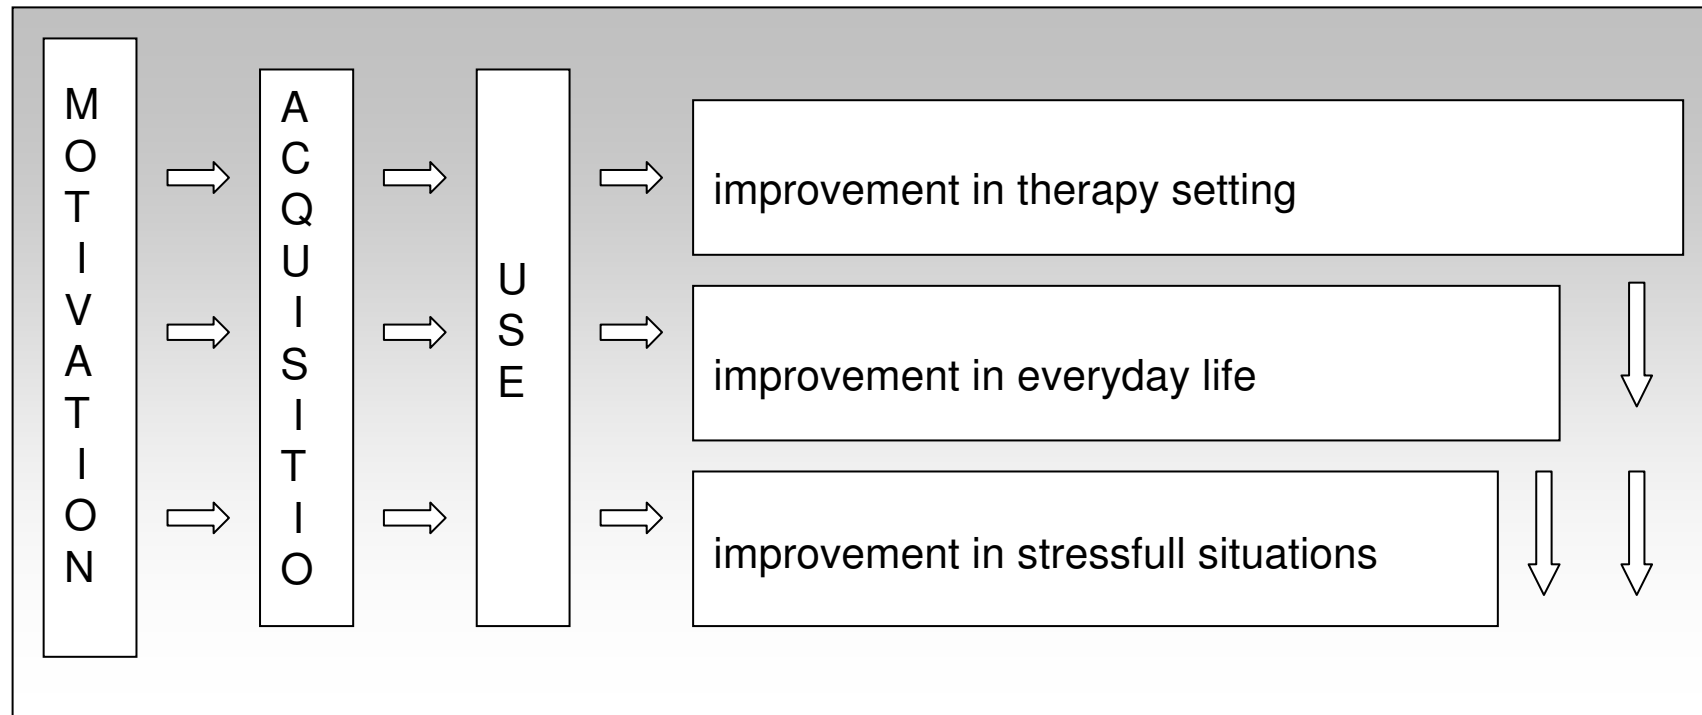 MOTIVATION
ACQUISITIO
USE
improvement in therapy setting
improvement in everyday life
improvement in stressfull situations